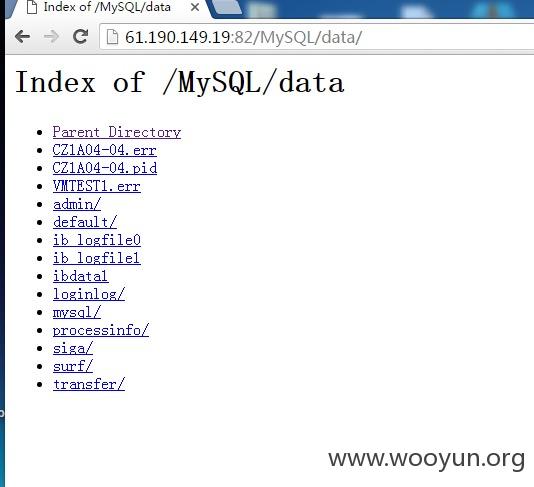 Index of /MySQL/data
61.190.149.19:82/MySQL/data/
Index of /MySQL/data
Parent Directory
CZ1A04-04.err
CZ1A04-04.pid
VMTEST1.err
admin/
default/
ib_logfile0
ib_logfile1
ibdata1
loginlog/
mysql/
processinfo/
siga/
surf/
transfer/
www.wooyun.org